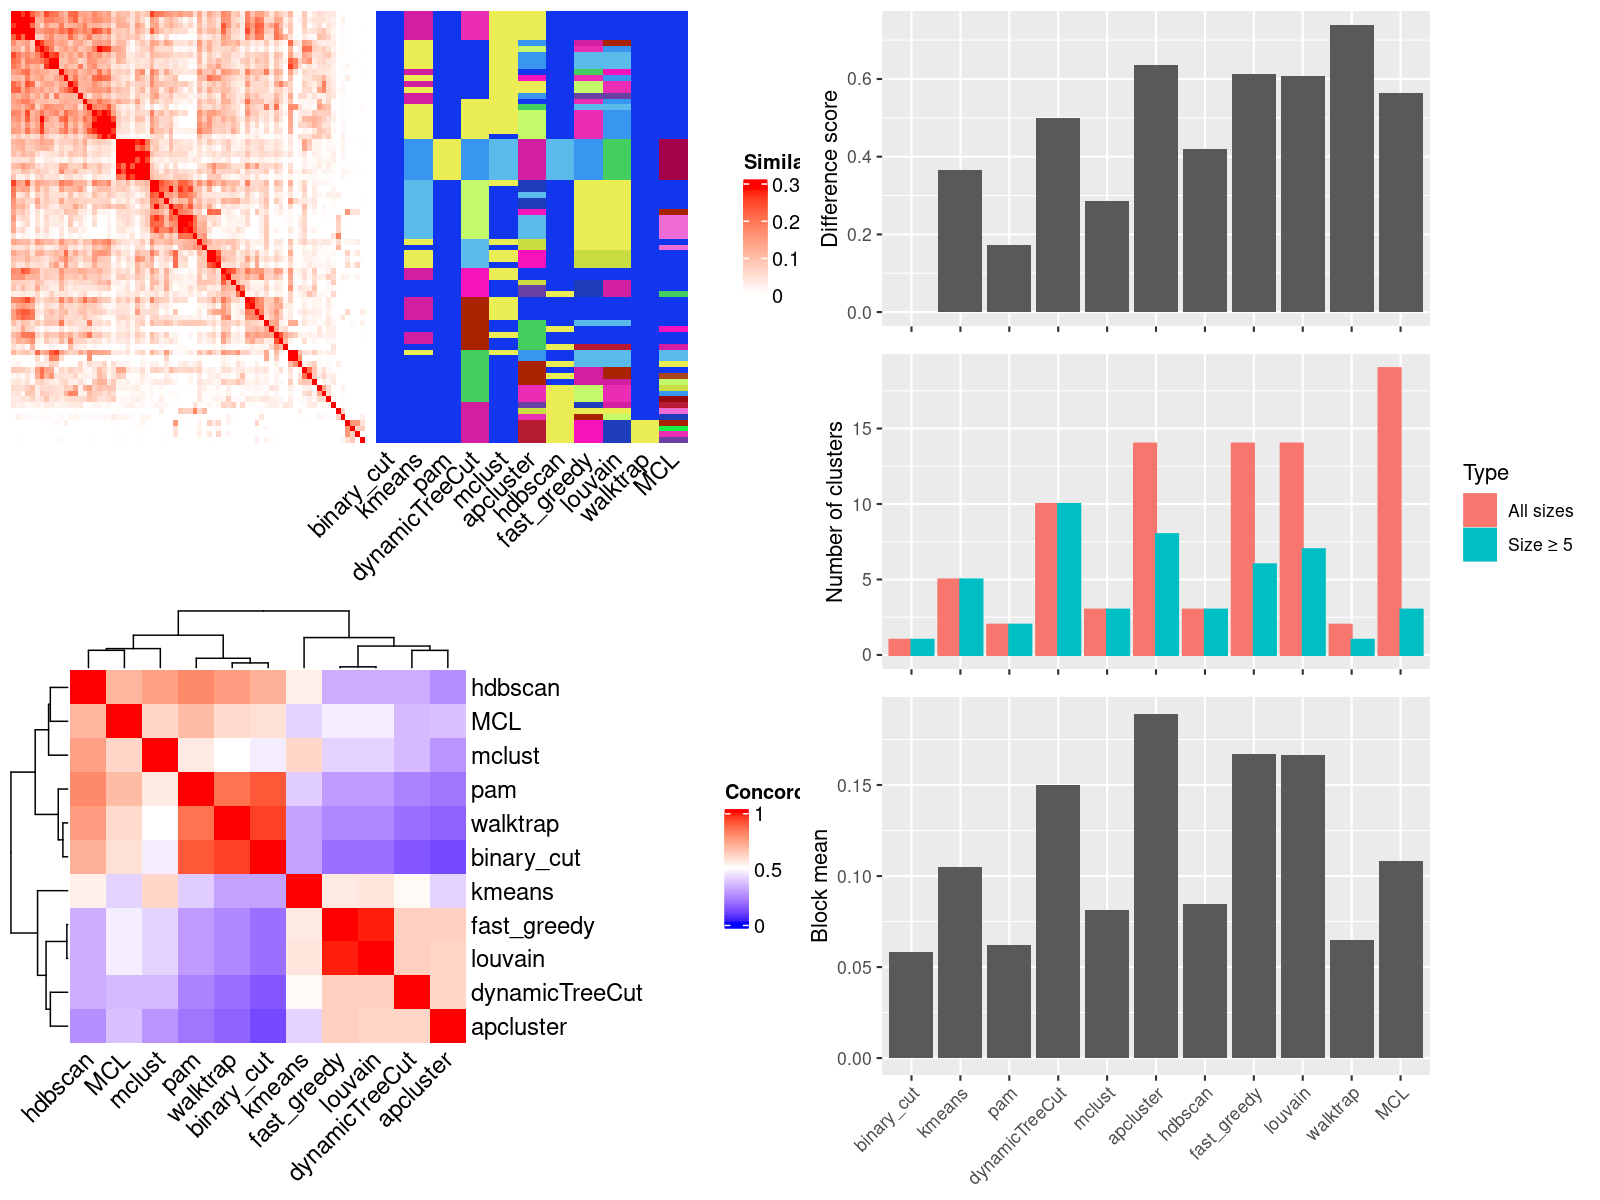 Simila
0.3
0.2
0.1
0
binary_cut
kmeans
pam
dynamicTreeCut
mclust
apcluster
hdbscan
fast_greedy
louvain
walktrap
MCL
Difference score
0.6
0.4
0.2
0.0
Number of clusters
15
10
5
0
Type
All sizes
Size ≥ 5
hdbscan
MCL
mclust
pam
walktrap
binary_cut
kmeans
fast_greedy
louvain
dynamicTreeCut
apcluster
hdbscan
MCL
mclust
pam
walktrap
binary_cut
kmeans
fast_greedy
louvain
dynamicTreeCut
apcluster
Concord
1
0.5
0
Block mean
0.15
0.10
0.05
0.00
binary_cut
kmeans
pam
dynamicTreeCut
mclust
apcluster
hdbscan
fast_greedy
louvain
walktrap
MCL